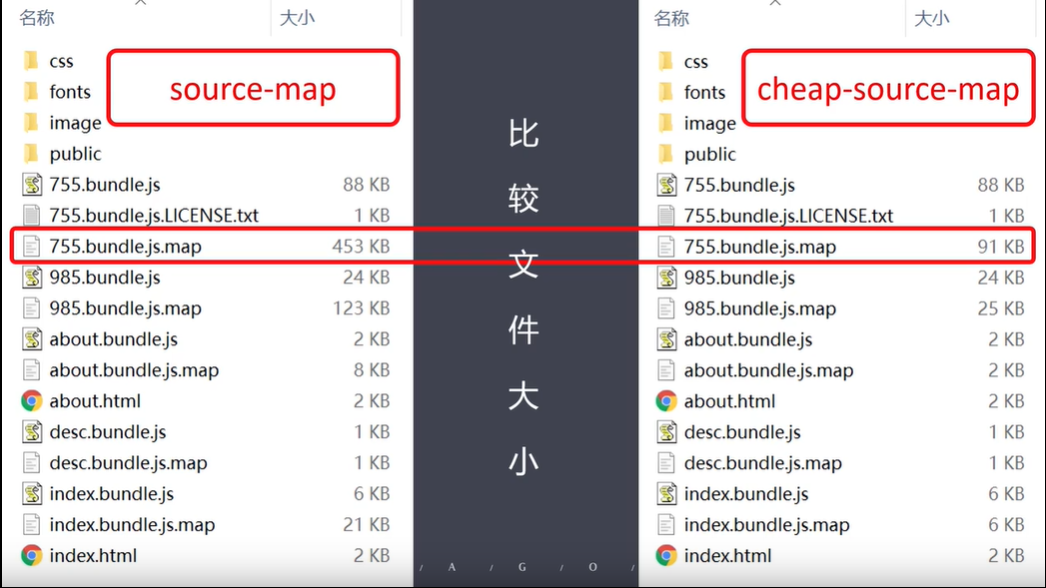 名称 大小
css
fonts
image
public
source-map
755.bundle.js 88 KB
755.bundle.js.LICENSE.txt 1 KB
755.bundle.js.map 453 KB
985.bundle.js 24 KB
985.bundle.js.map 123 KB
about.bundle.js 2 KB
about.bundle.js.map 8 KB
about.html 2 KB
desc.bundle.js 1 KB
desc.bundle.js.map 1 KB
index.bundle.js 6 KB
index.bundle.js.map 21 KB
index.html 2 KB
比
较
文
件
大
小
/ A / G / O /
名称 大小
css
fonts
image
public
cheap-source-map
755.bundle.js 88 KB
755.bundle.js.LICENSE.txt 1 KB
755.bundle.js.map 91 KB
985.bundle.js 24 KB
985.bundle.js.map 25 KB
about.bundle.js 2 KB
about.bundle.js.map 2 KB
about.html 2 KB
desc.bundle.js 1 KB
desc.bundle.js.map 1 KB
index.bundle.js 6 KB
index.bundle.js.map 6 KB
index.html 2 KB